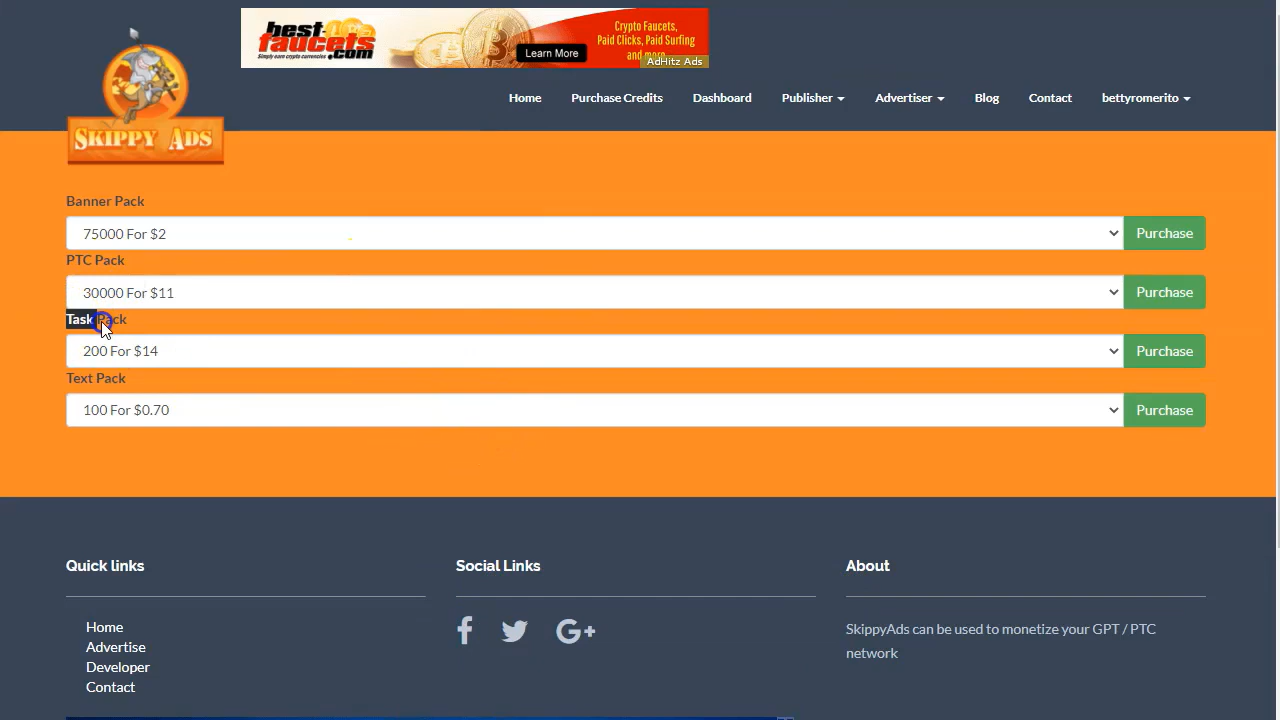 best
faucets.com
Simply earn crypto currencies
Learn More
Crypto Faucets,
Paid Clicks, Paid Surfing
and more
AdHitz Ads
SKIPPY ADS
Home
Purchase Credits
Dashboard
Publisher
Advertiser
Blog
Contact
bettyromerito
Banner Pack
75000 For $2
Purchase
PTC Pack
30000 For $11
Purchase
Task Pack
200 For $14
Purchase
Text Pack
100 For $0.70
Purchase
Quick links
Home
Advertise
Developer
Contact
Social Links
About
SkippyAds can be used to monetize your GPT / PTC
network